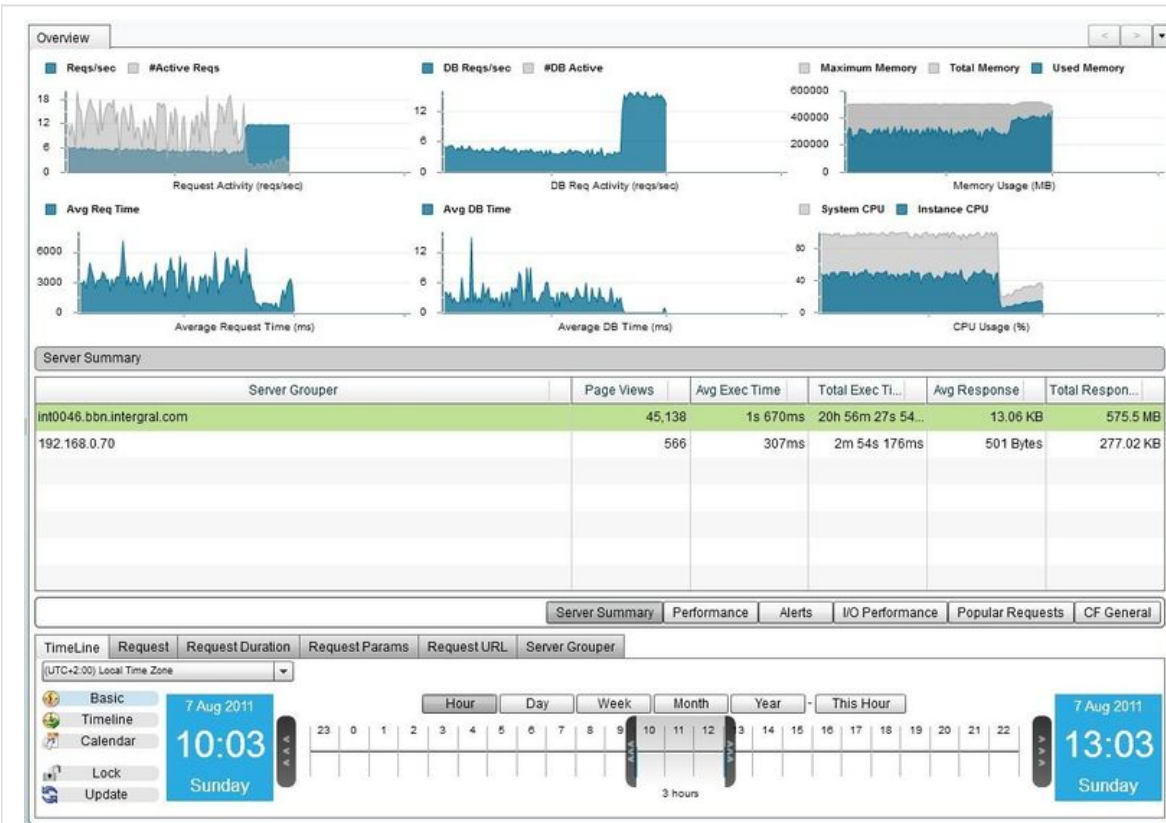 Overview
< >
Reqs/sec #Active Reqs
18
12
6
0
Request Activity (reqs/sec)
DB Reqs/sec #DB Active
12
6
0
DB Req Activity (reqs/sec)
Maximum Memory Total Memory Used Memory
600000
400000
200000
0
Memory Usage (MB)
Avg Req Time
6000
3000
0
Average Request Time (ms)
Avg DB Time
12
6
0
Average DB Time (ms)
System CPU Instance CPU
80
40
0
CPU Usage (%)
Server Summary
Server Grouper Page Views Avg Exec Time Total Exec Ti... Avg Response Total Respon...
int0046.bbn.intergral.com 45,138 1s 670ms 20h 56m 27s 54... 13.06 KB 575.5 MB
192.168.0.70 566 307ms 2m 54s 176ms 501 Bytes 277.02 KB
Server Summary Performance Alerts I/O Performance Popular Requests CF General
TimeLine Request Request Duration Request Params Request URL Server Grouper
(UTC+2:00) Local Time Zone
Basic
Timeline
Calendar
Lock
Update
7 Aug 2011
10:03
Sunday
Hour Day Week Month Year - This Hour
23 0 1 2 3 4 5 6 7 8 9 10 11 12 13 14 15 16 17 18 19 20 21 22
3 hours
7 Aug 2011
13:03
Sunday